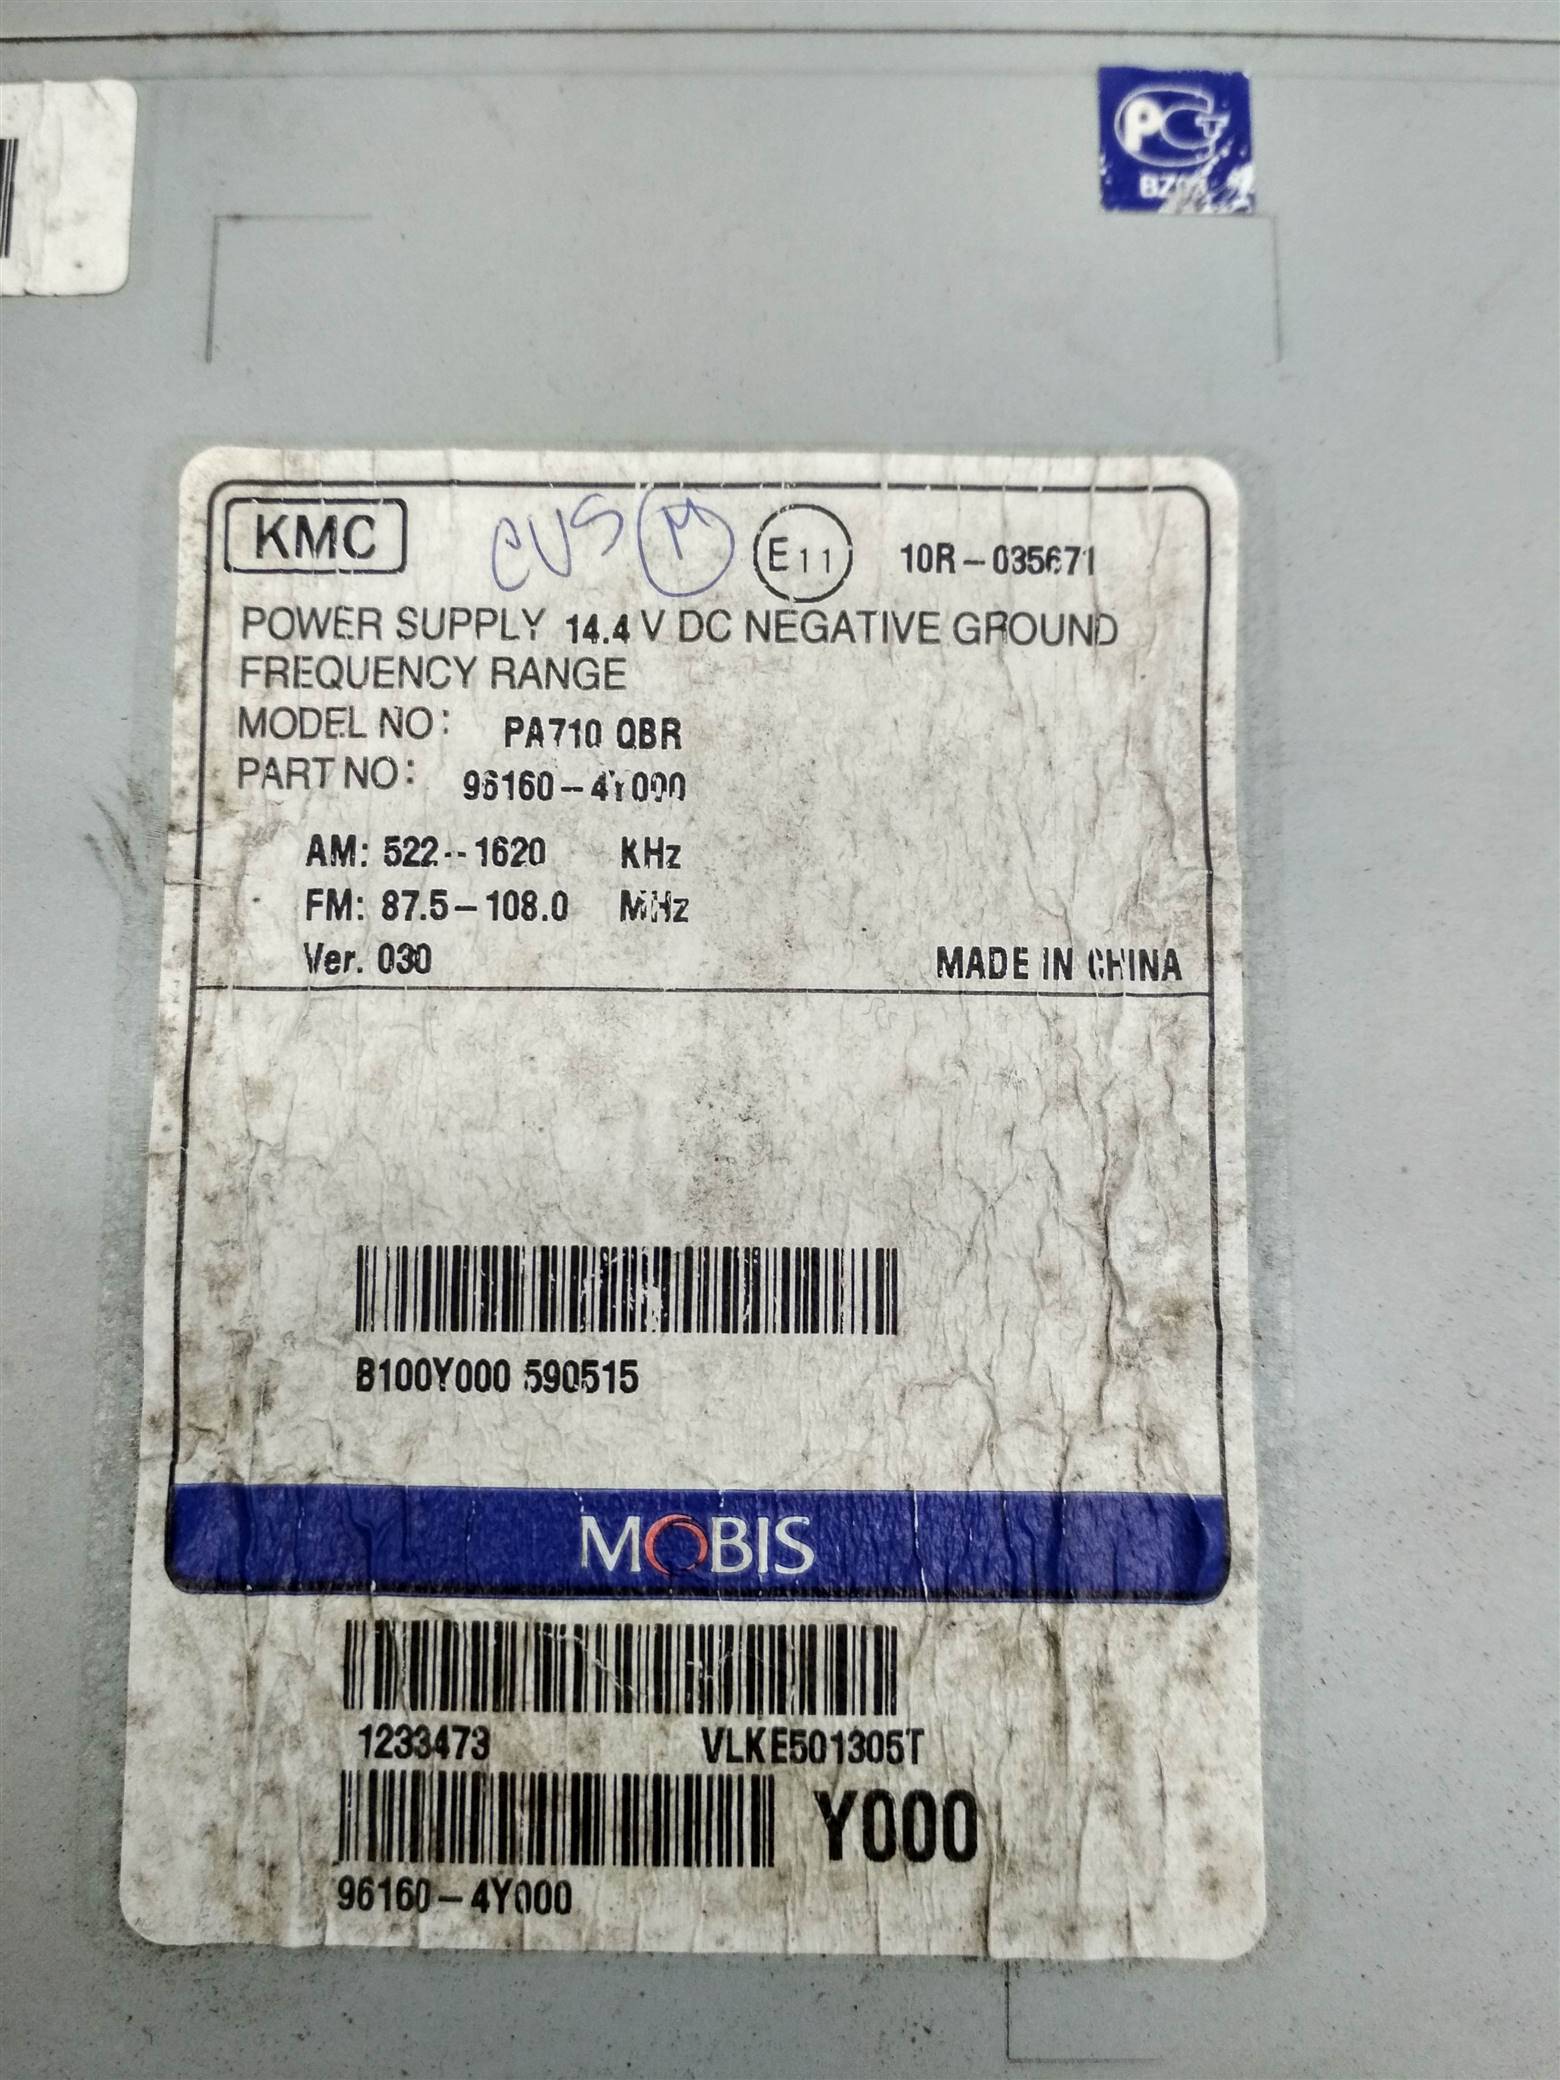 PCT
KMC
CUS M
E11
10R-035671
POWER SUPPLY 14.4 V DC NEGATIVE GROUND
FREQUENCY RANGE
MODEL NO: PA710 QBR
PART NO: 96160-4Y000
AM: 522--1620 KHz
FM: 87.5-108.0 MHz
Ver. 030
MADE IN CHINA
B100Y000 590515
MOBIS
1233473 VLKE501305T
Y000
96160-4Y000